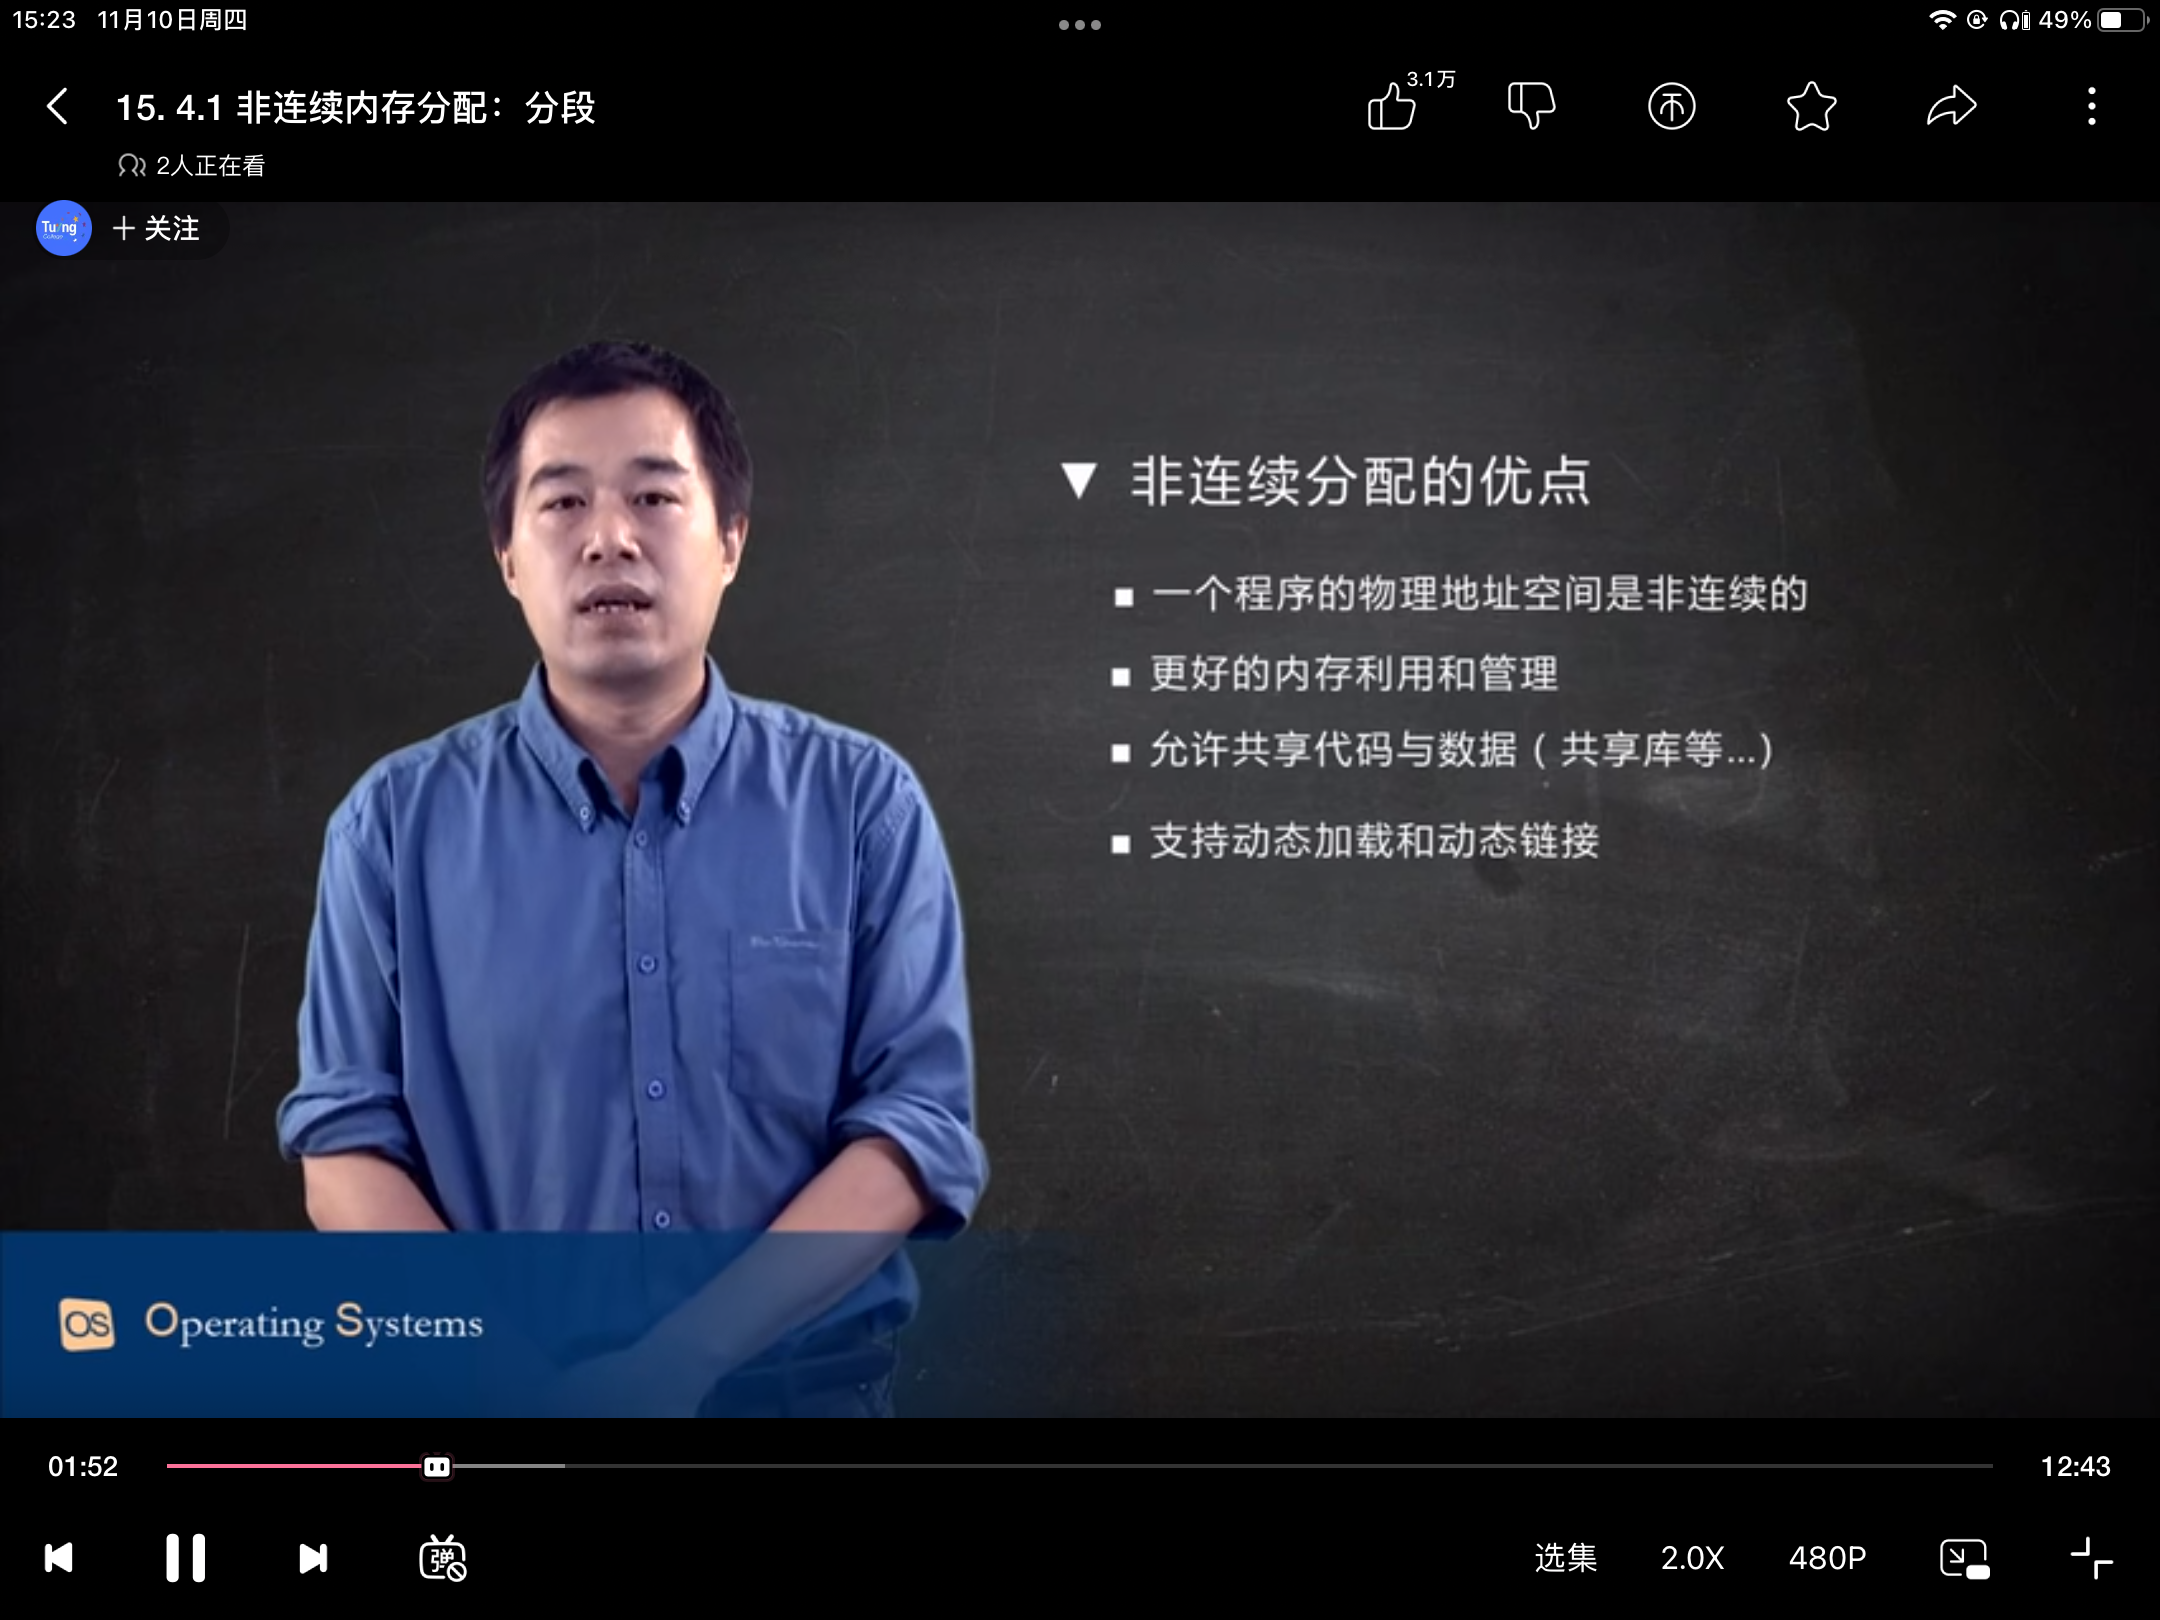 15:23 11月10日周四
49%
15. 4.1 非连续内存分配：分段
3.1万
2人正在看
Tu ng
College
＋ 关注
▼ 非连续分配的优点
■ 一个程序的物理地址空间是非连续的
■ 更好的内存利用和管理
■ 允许共享代码与数据（共享库等...）
■ 支持动态加载和动态链接
OS Operating Systems
01:52
12:43
弹
选集 2.0X 480P